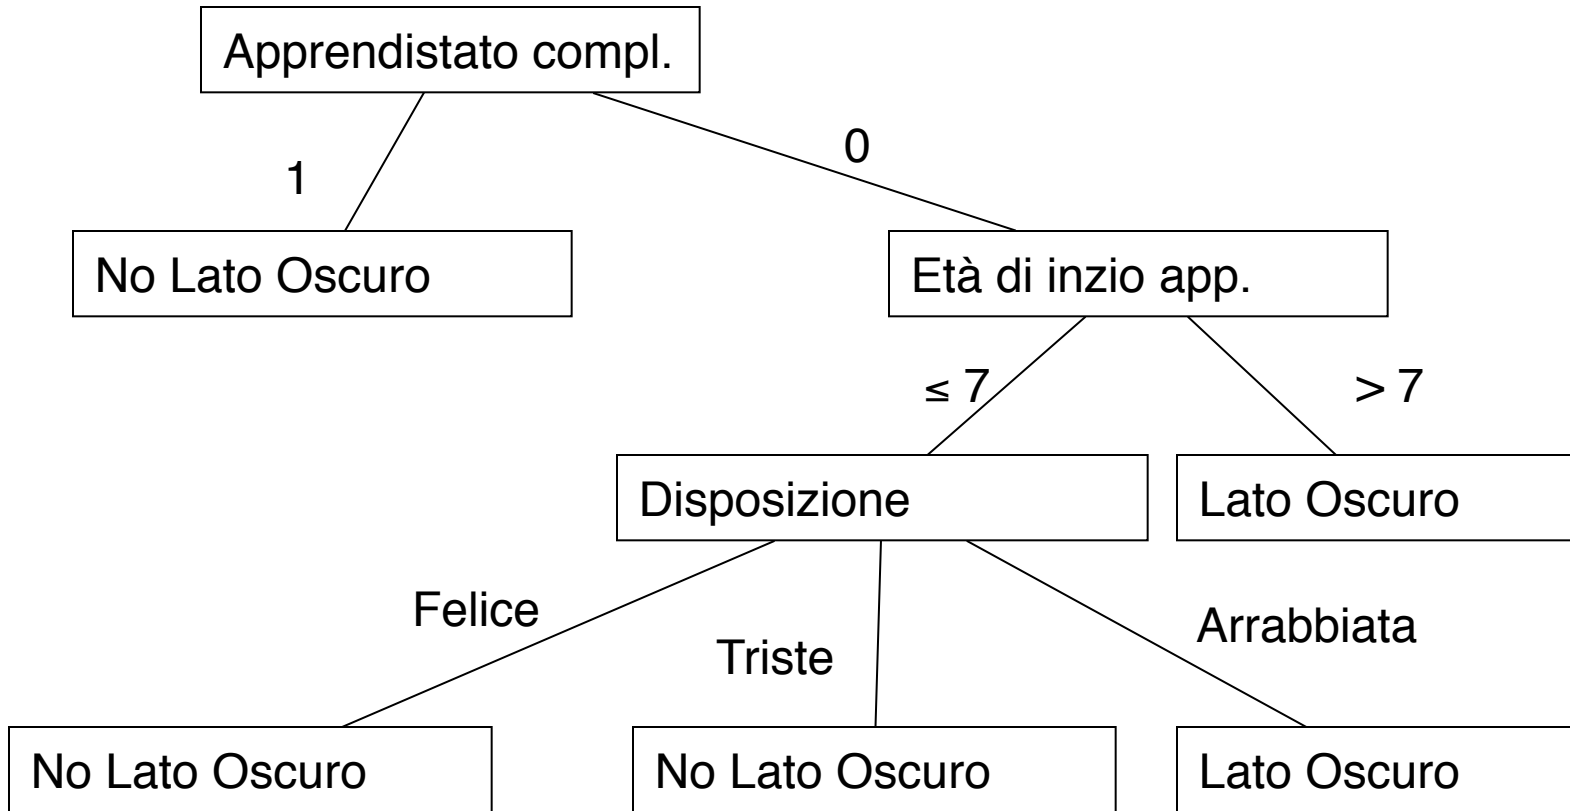 Apprendistato compl.
1
0
No Lato Oscuro
Età di inzio app.
≤ 7
> 7
Disposizione
Lato Oscuro
Felice
Triste
Arrabbiata
No Lato Oscuro
No Lato Oscuro
Lato Oscuro